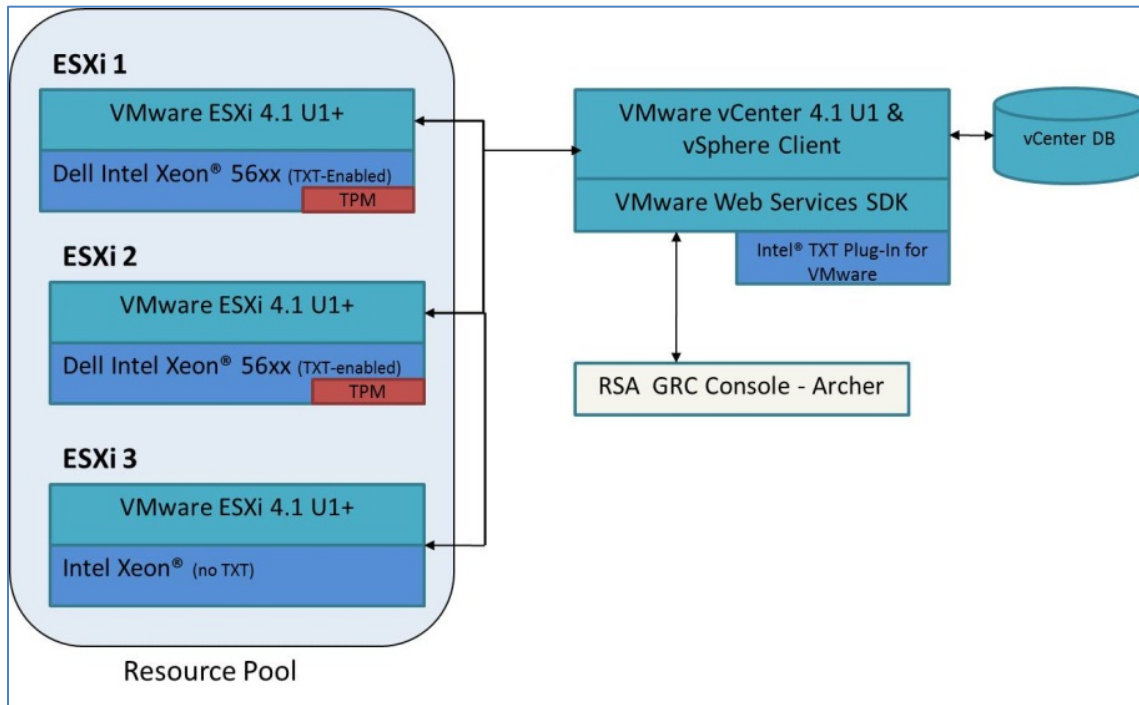 ESXi 1
VMware ESXi 4.1 U1+
Dell Intel Xeon® 56xx (TXT-Enabled)
TPM
ESXi 2
VMware ESXi 4.1 U1+
Dell Intel Xeon® 56xx (TXT-enabled)
TPM
ESXi 3
VMware ESXi 4.1 U1+
Intel Xeon® (no TXT)
Resource Pool
VMware vCenter 4.1 U1 &
vSphere Client
VMware Web Services SDK
Intel® TXT Plug-In for
VMware
vCenter DB
RSA GRC Console - Archer